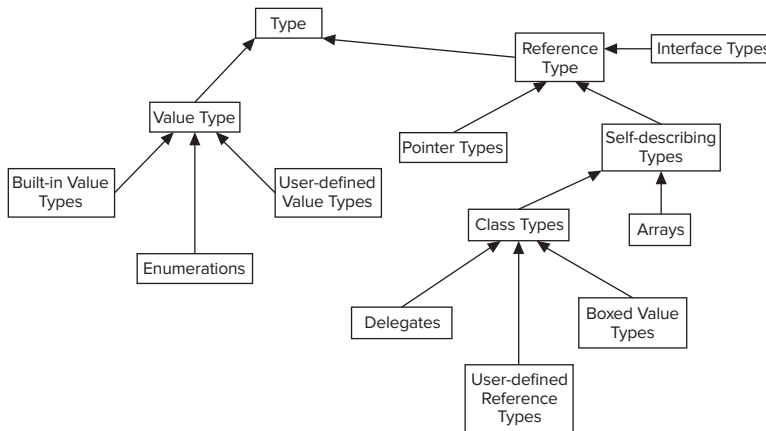 Type
Reference
Type
Interface Types
Value Type
Pointer Types
Self-describing
Types
Built-in Value
Types
User-defined
Value Types
Class Types
Arrays
Enumerations
Delegates
Boxed Value
Types
User-defined
Reference
Types